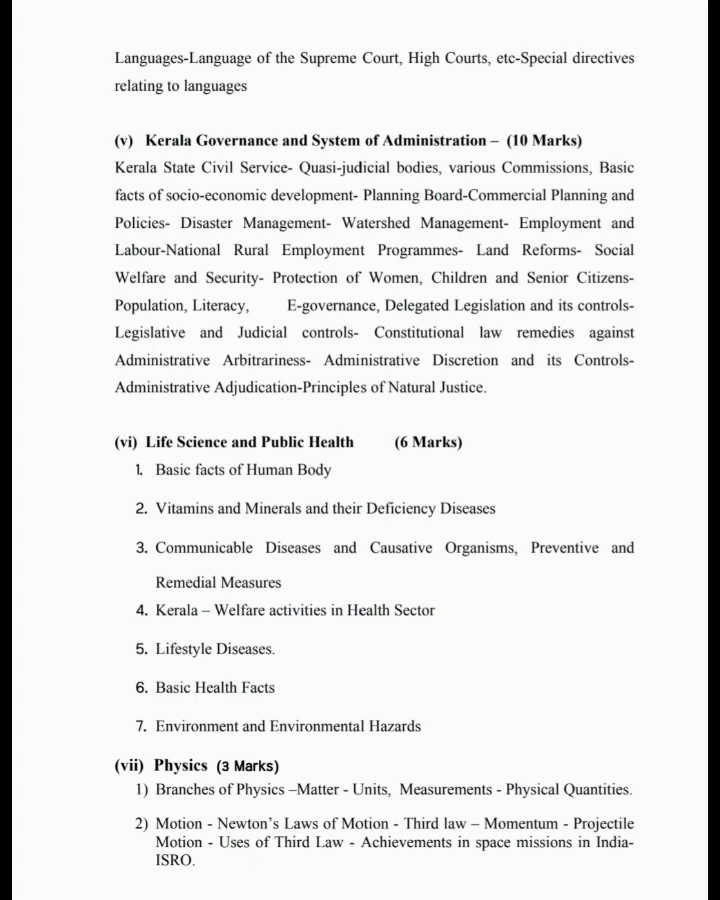 Languages-Language of the Supreme Court, High Courts, etc-Special directives
relating to languages
(v) Kerala Governance and System of Administration – (10 Marks)
Kerala State Civil Service- Quasi-judicial bodies, various Commissions, Basic
facts of socio-economic development- Planning Board-Commercial Planning and
Policies- Disaster Management- Watershed Management- Employment and
Labour-National Rural Employment Programmes- Land Reforms- Social
Welfare and Security- Protection of Women, Children and Senior Citizens-
Population, Literacy, E-governance, Delegated Legislation and its controls-
Legislative and Judicial controls- Constitutional law remedies against
Administrative Arbitrariness- Administrative Discretion and its Controls-
Administrative Adjudication-Principles of Natural Justice.
(vi) Life Science and Public Health (6 Marks)
1. Basic facts of Human Body
2. Vitamins and Minerals and their Deficiency Diseases
3. Communicable Diseases and Causative Organisms, Preventive and
Remedial Measures
4. Kerala – Welfare activities in Health Sector
5. Lifestyle Diseases.
6. Basic Health Facts
7. Environment and Environmental Hazards
(vii) Physics (3 Marks)
1) Branches of Physics –Matter - Units, Measurements - Physical Quantities.
2) Motion - Newton's Laws of Motion - Third law – Momentum - Projectile
Motion - Uses of Third Law - Achievements in space missions in India-
ISRO.